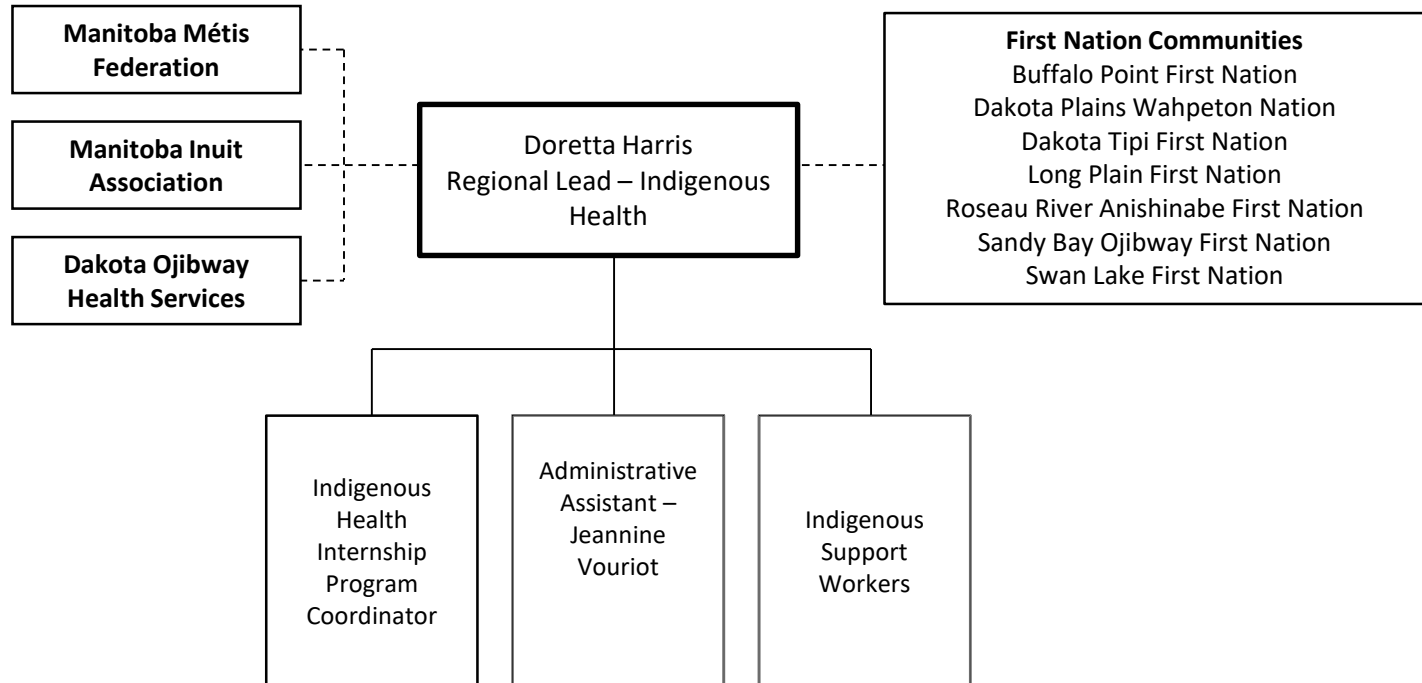 Manitoba Métis
Federation
Manitoba Inuit
Association
Dakota Ojibway
Health Services
Doretta Harris
Regional Lead – Indigenous
Health
First Nation Communities
Buffalo Point First Nation
Dakota Plains Wahpeton Nation
Dakota Tipi First Nation
Long Plain First Nation
Roseau River Anishinabe First Nation
Sandy Bay Ojibway First Nation
Swan Lake First Nation
Indigenous
Health
Internship
Program
Coordinator
Administrative
Assistant –
Jeannine
Vouriot
Indigenous
Support
Workers